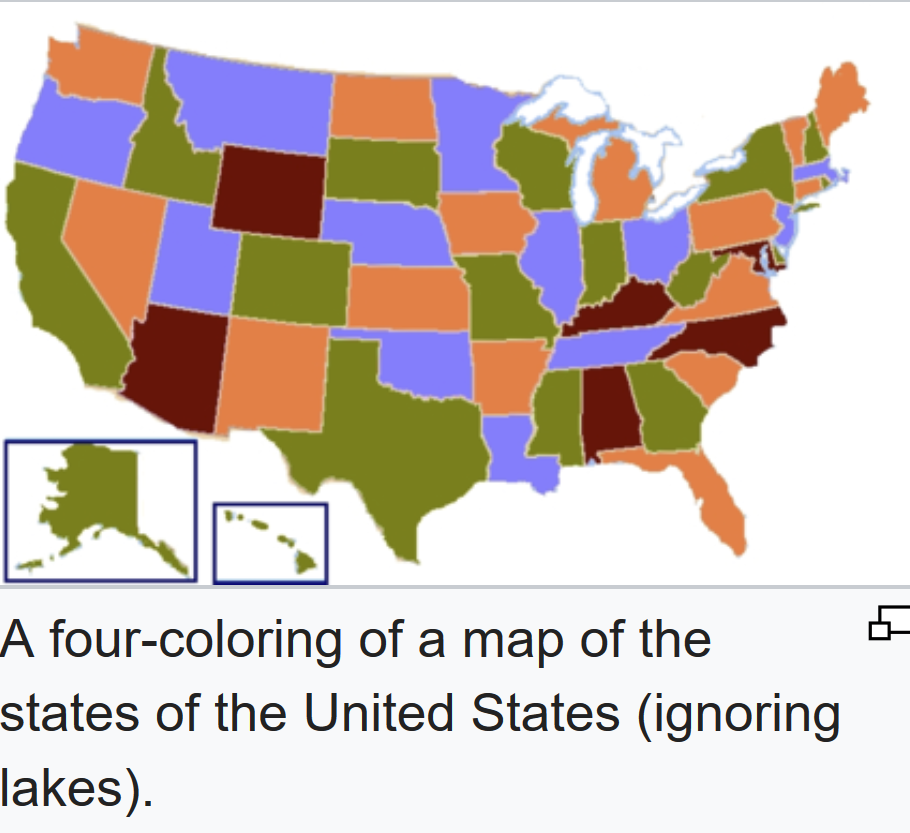 A four-coloring of a map of the
states of the United States (ignoring
lakes).